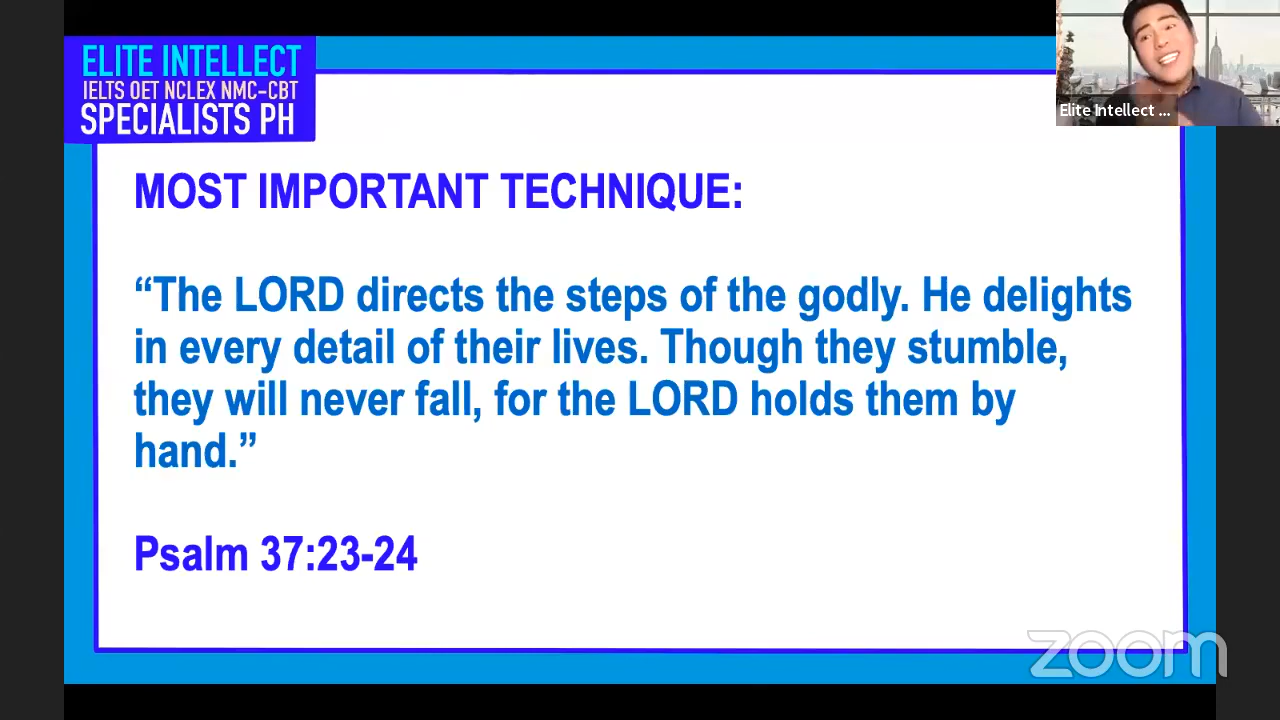 ELITE INTELLECT
IELTS OET NCLEX NMC-CBT
SPECIALISTS PH
Elite Intellect ...
MOST IMPORTANT TECHNIQUE:
“The LORD directs the steps of the godly. He delights
in every detail of their lives. Though they stumble,
they will never fall, for the LORD holds them by
hand.”
Psalm 37:23-24
zoom